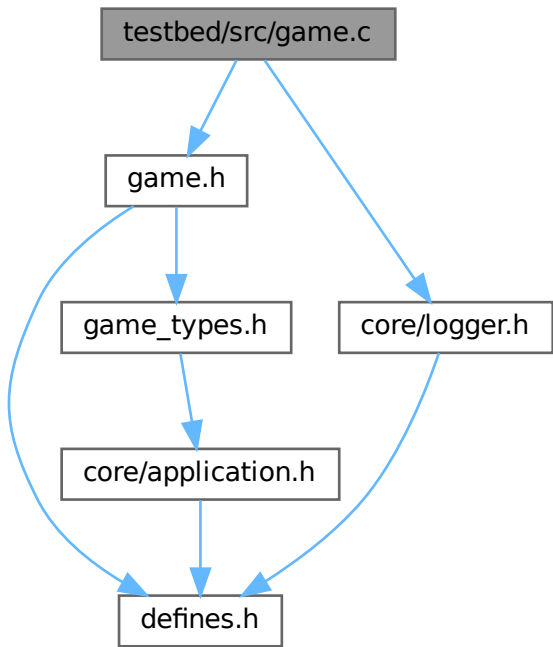 testbed/src/game.c
game.h
game_types.h
core/logger.h
core/application.h
defines.h